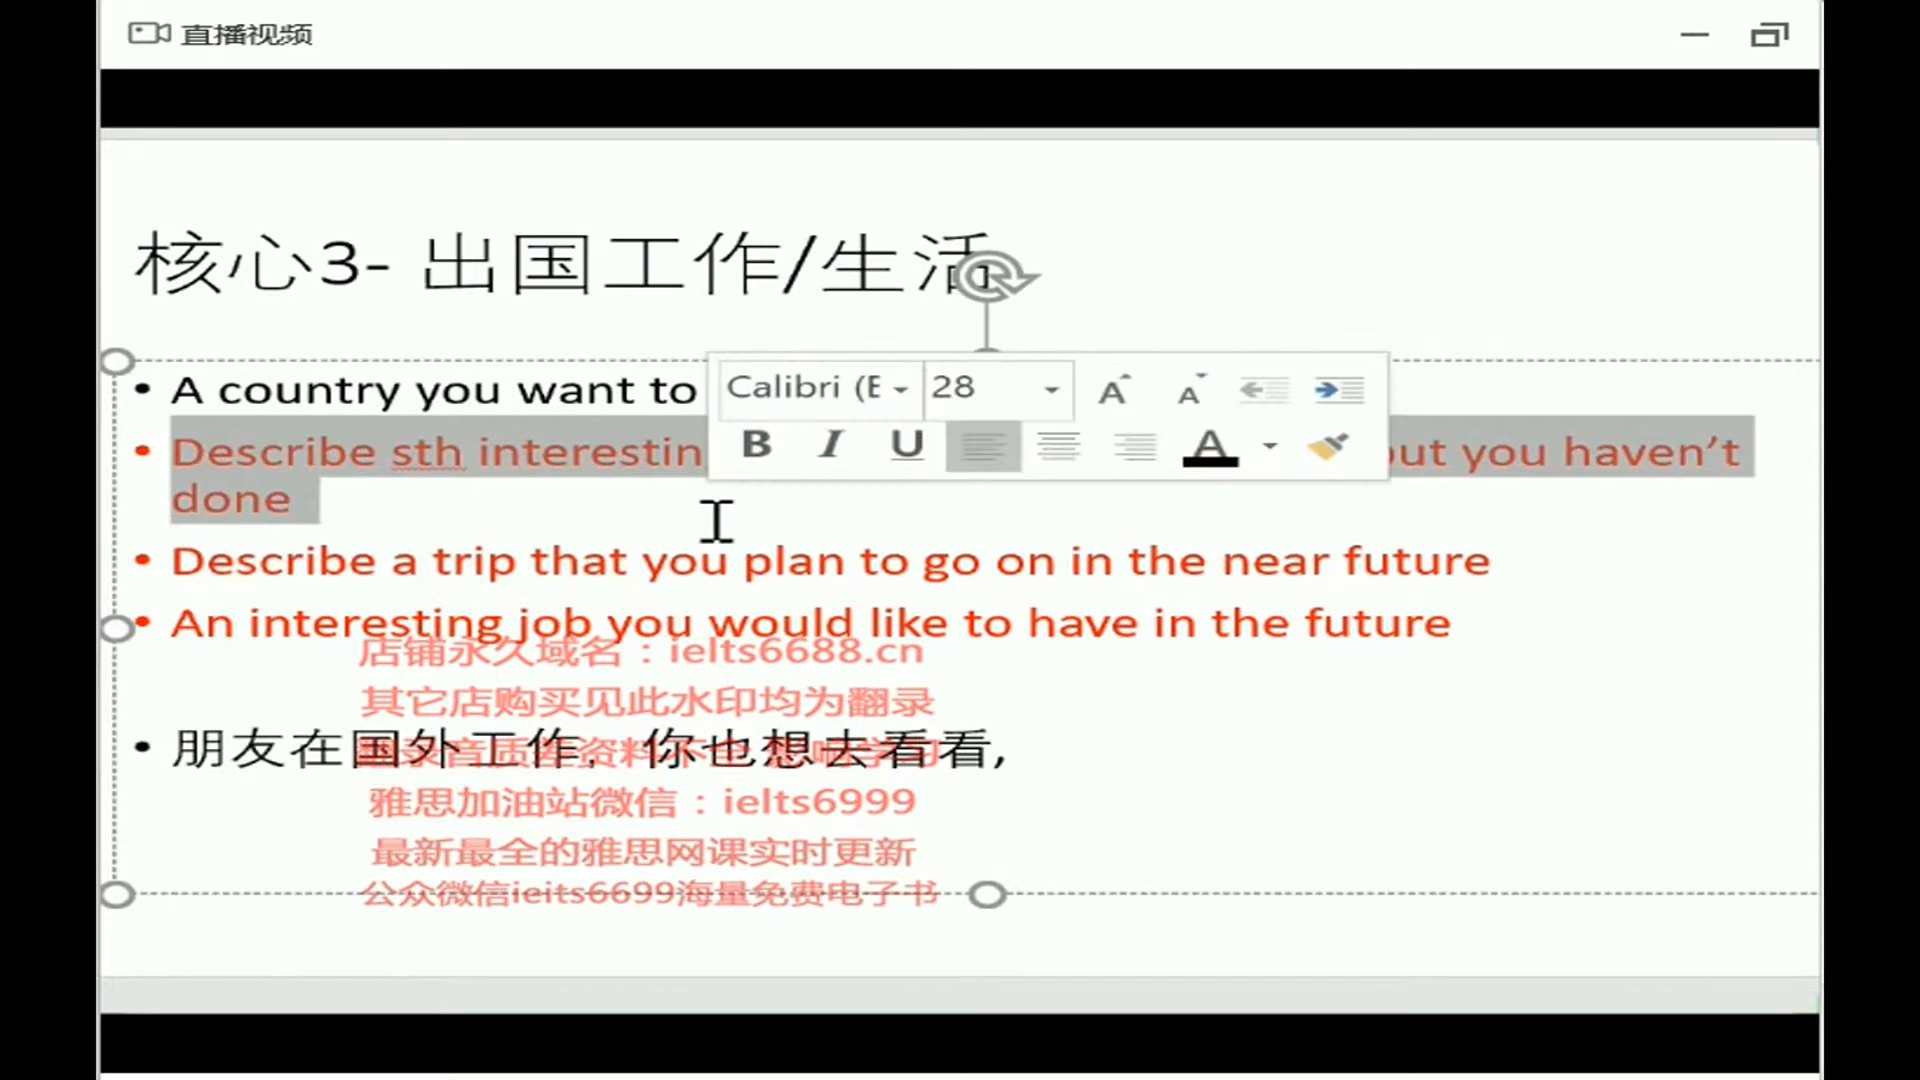 直播视频
核心3- 出国工作/生活
• A country you want to
Calibri (E 28
• Describe sth interestin out you haven't
B I U A
done
• Describe a trip that you plan to go on in the near future
• An interesting job you would like to have in the future
店铺永久域名：ielts6688.cn
其它店购买见此水印均为翻录
• 朋友在国外工作，你也想去看看,
雅思加油站微信：ielts6999
最新最全的雅思网课实时更新
公众微信ieits6699海量免费电子书